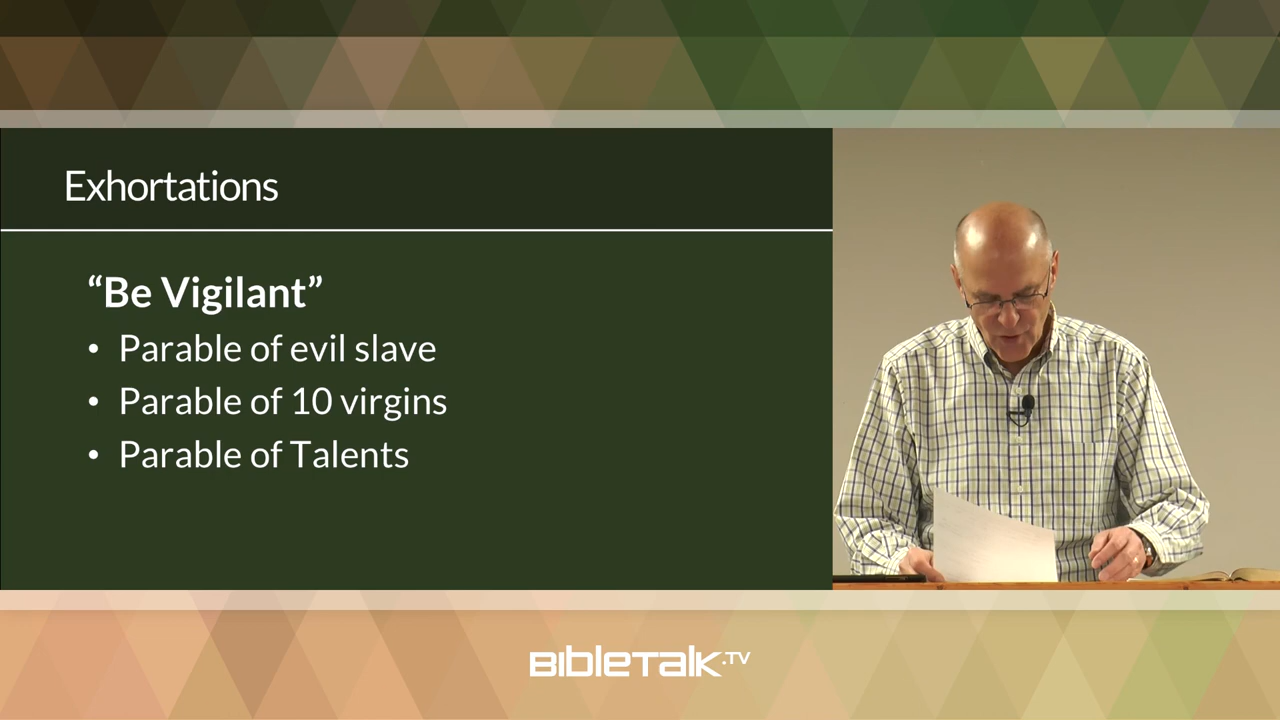 Exhortations
“Be Vigilant”
• Parable of evil slave
• Parable of 10 virgins
• Parable of Talents
BibleTalk.TV